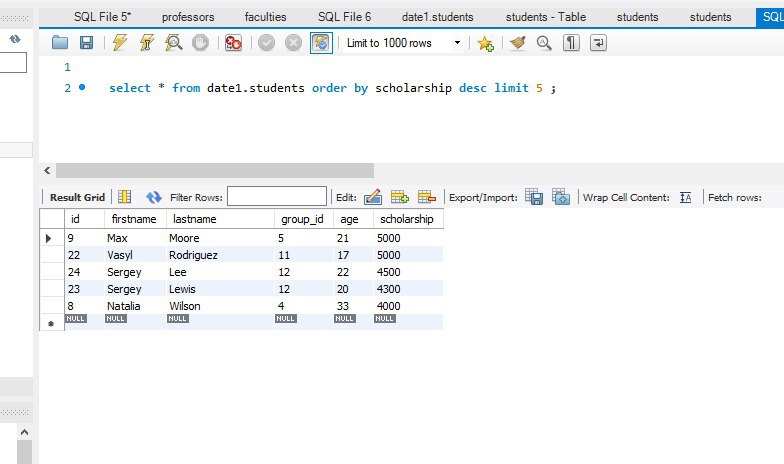 SQL File 5* professors faculties SQL File 6 date1.students students - Table students students SQL
Limit to 1000 rows
1
2 select * from date1.students order by scholarship desc limit 5 ;
Result Grid Filter Rows: Edit: Export/Import: Wrap Cell Content: Fetch rows:
id firstname lastname group_id age scholarship
9 Max Moore 5 21 5000
22 Vasyl Rodriguez 11 17 5000
24 Sergey Lee 12 22 4500
23 Sergey Lewis 12 20 4300
8 Natalia Wilson 4 33 4000
NULL NULL NULL NULL NULL NULL